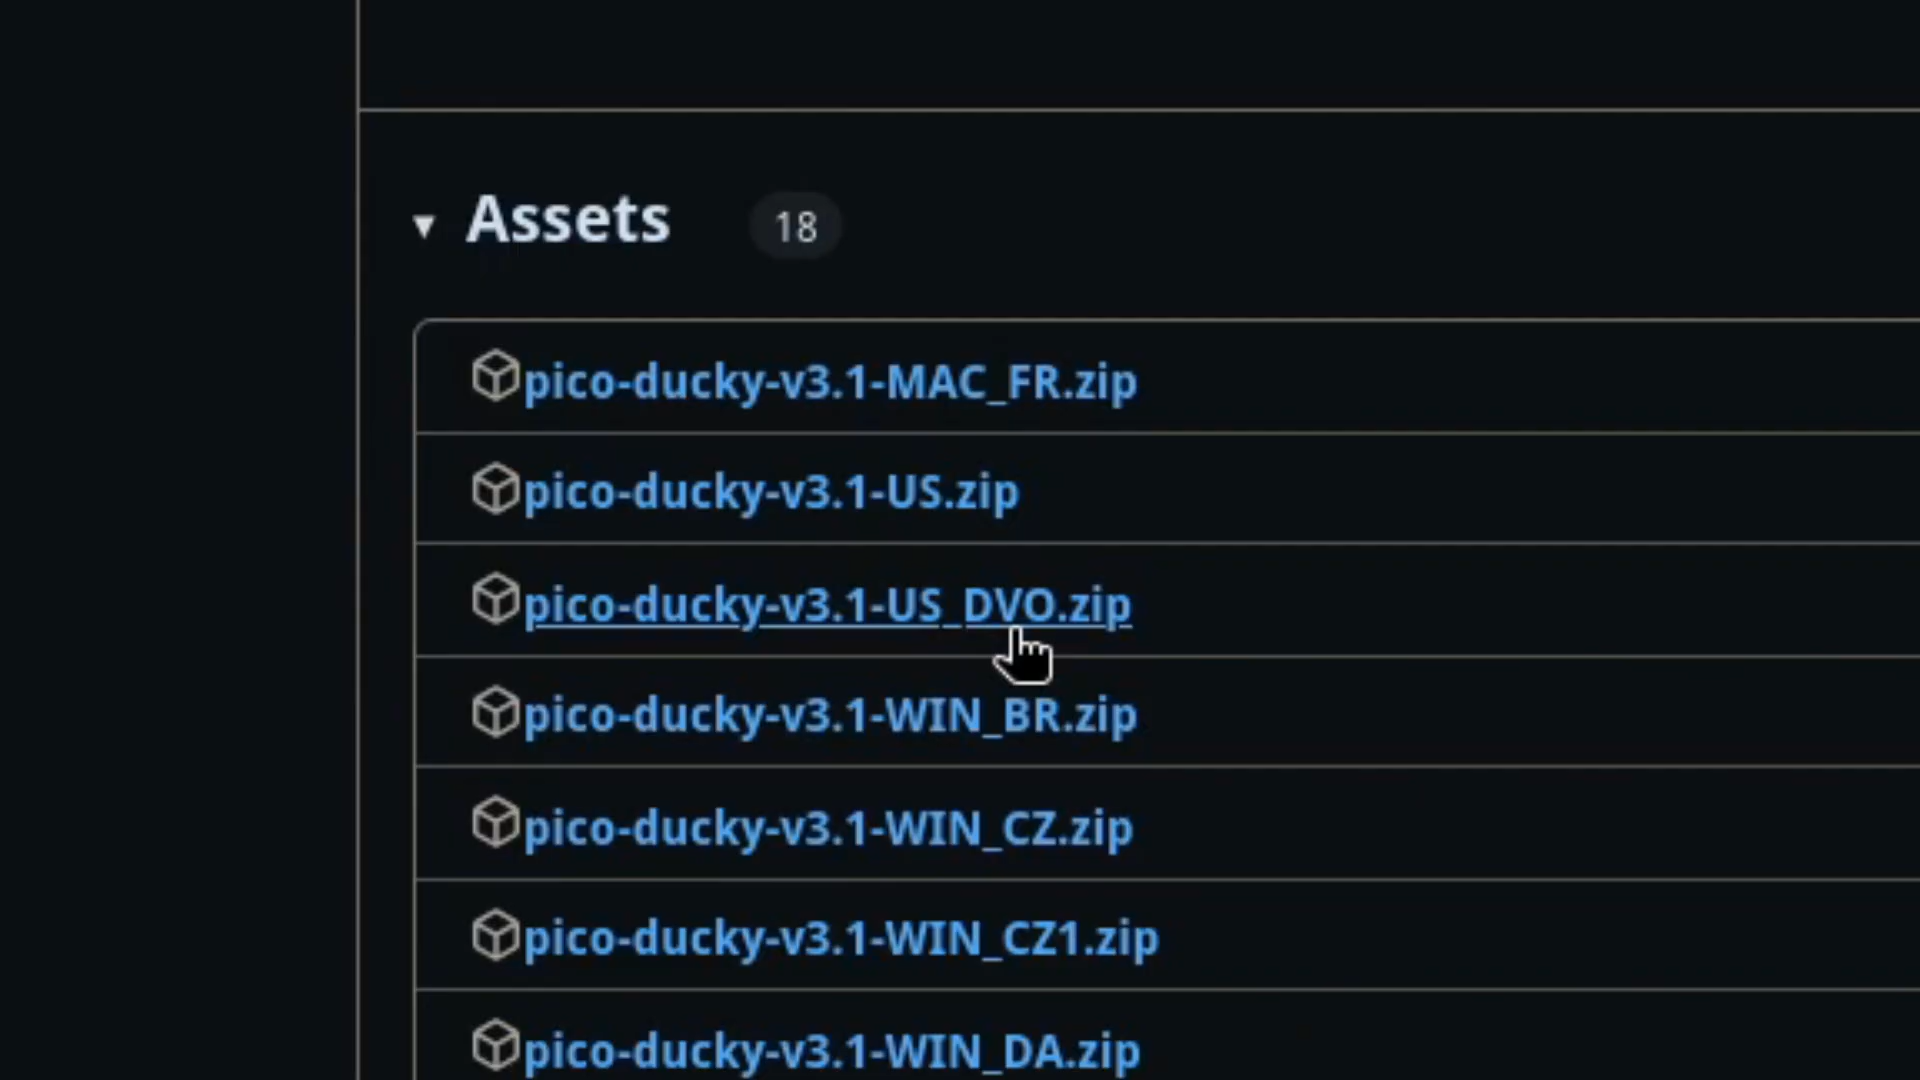 Assets 18
pico-ducky-v3.1-MAC_FR.zip
pico-ducky-v3.1-US.zip
pico-ducky-v3.1-US_DVO.zip
pico-ducky-v3.1-WIN_BR.zip
pico-ducky-v3.1-WIN_CZ.zip
pico-ducky-v3.1-WIN_CZ1.zip
pico-ducky-v3.1-WIN_DA.zip